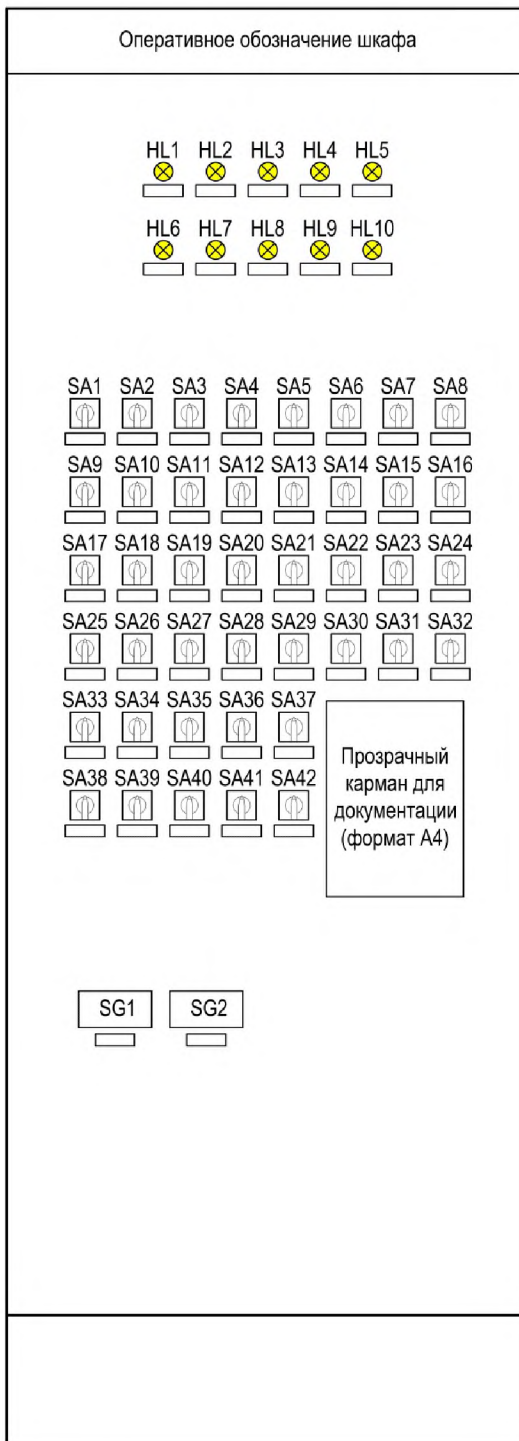 Оперативное обозначение шкафа
HL1 HL2 HL3 HL4 HL5
HL6 HL7 HL8 HL9 HL10
SA1 SA2 SA3 SA4 SA5 SA6 SA7 SA8
SA9 SA10 SA11 SA12 SA13 SA14 SA15 SA16
SA17 SA18 SA19 SA20 SA21 SA22 SA23 SA24
SA25 SA26 SA27 SA28 SA29 SA30 SA31 SA32
SA33 SA34 SA35 SA36 SA37
SA38 SA39 SA40 SA41 SA42
Прозрачный
карман для
документации
(формат А4)
SG1 SG2